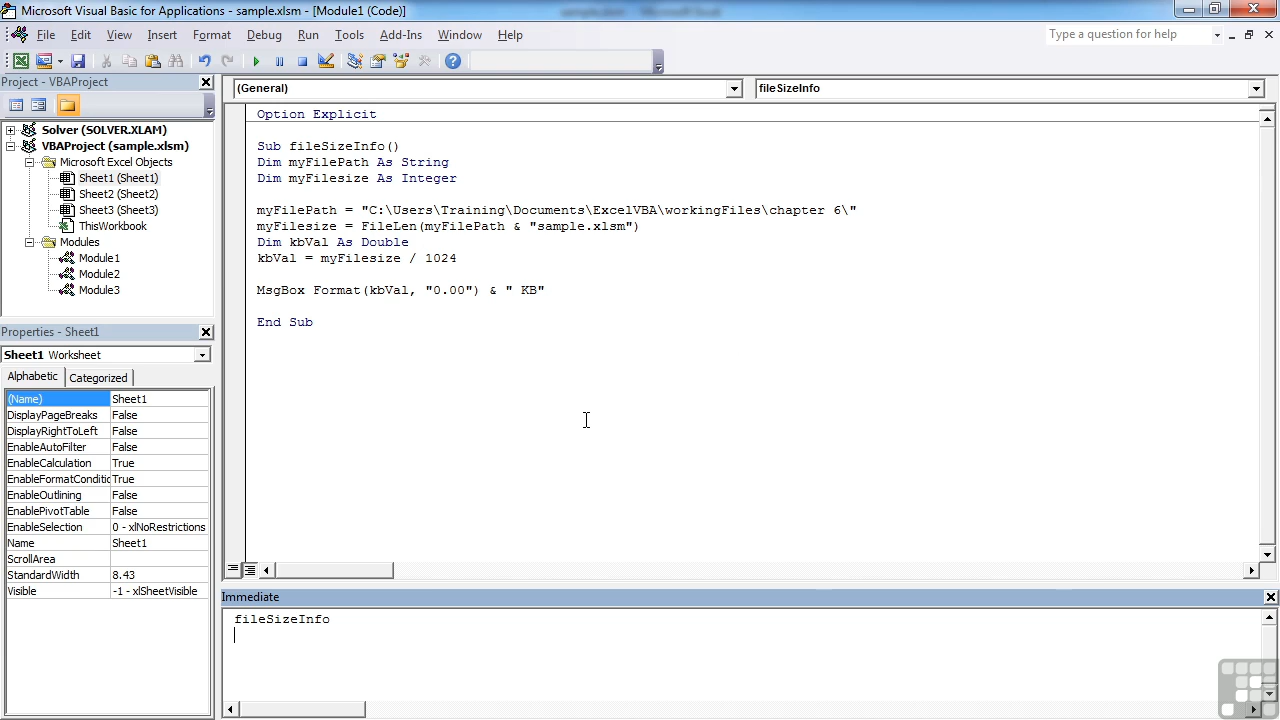 Microsoft Visual Basic for Applications - sample.xlsm - [Module1 (Code)]
File Edit View Insert Format Debug Run Tools Add-Ins Window Help
Type a question for help
Project - VBAProject
Solver (SOLVER.XLAM)
VBAProject (sample.xlsm)
Microsoft Excel Objects
Sheet1 (Sheet1)
Sheet2 (Sheet2)
Sheet3 (Sheet3)
ThisWorkbook
Modules
Module1
Module2
Module3
Properties - Sheet1
Sheet1 Worksheet
Alphabetic Categorized
(Name) Sheet1
DisplayPageBreaks False
DisplayRightToLeft False
EnableAutoFilter False
EnableCalculation True
EnableFormatConditic True
EnableOutlining False
EnablePivotTable False
EnableSelection 0 - xlNoRestrictions
Name Sheet1
ScrollArea
StandardWidth 8.43
Visible -1 - xlSheetVisible
(General) fileSizeInfo
Option Explicit
Sub fileSizeInfo()
Dim myFilePath As String
Dim myFilesize As Integer
myFilePath = "C:\Users\Training\Documents\ExcelVBA\workingFiles\chapter 6\"
myFilesize = FileLen(myFilePath & "sample.xlsm")
Dim kbVal As Double
kbVal = myFilesize / 1024
MsgBox Format(kbVal, "0.00") & " KB"
End Sub
Immediate
fileSizeInfo